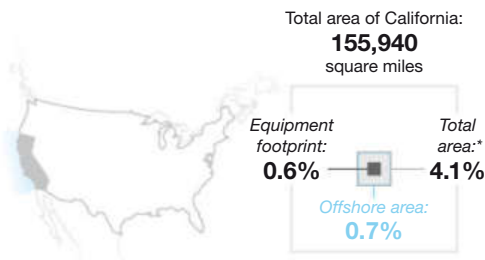 Total area of California:
155,940
square miles
Equipment
footprint:
0.6%
Total
area:*
4.1%
Offshore area:
0.7%